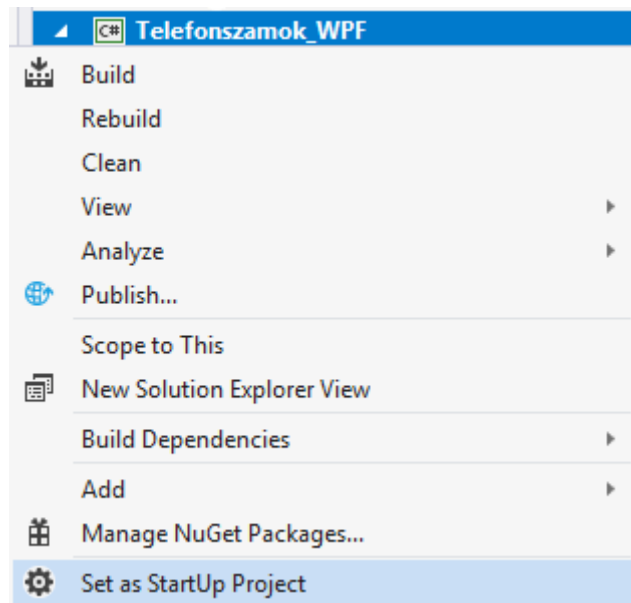 C# Telefonszamok_WPF
Build
Rebuild
Clean
View
Analyze
Publish...
Scope to This
New Solution Explorer View
Build Dependencies
Add
Manage NuGet Packages...
Set as StartUp Project